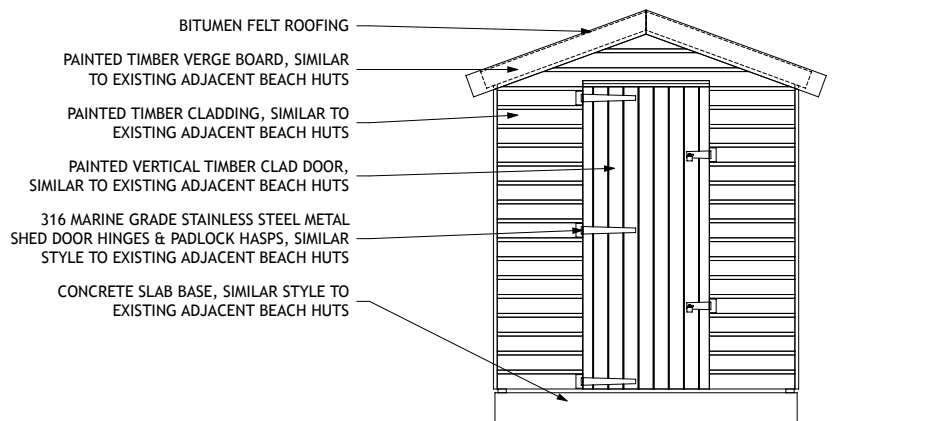 BITUMEN FELT ROOFING
PAINTED TIMBER VERGE BOARD, SIMILAR
TO EXISTING ADJACENT BEACH HUTS
PAINTED TIMBER CLADDING, SIMILAR TO
EXISTING ADJACENT BEACH HUTS
PAINTED VERTICAL TIMBER CLAD DOOR,
SIMILAR TO EXISTING ADJACENT BEACH HUTS
316 MARINE GRADE STAINLESS STEEL METAL
SHED DOOR HINGES & PADLOCK HASPS, SIMILAR
STYLE TO EXISTING ADJACENT BEACH HUTS
CONCRETE SLAB BASE, SIMILAR STYLE TO
EXISTING ADJACENT BEACH HUTS